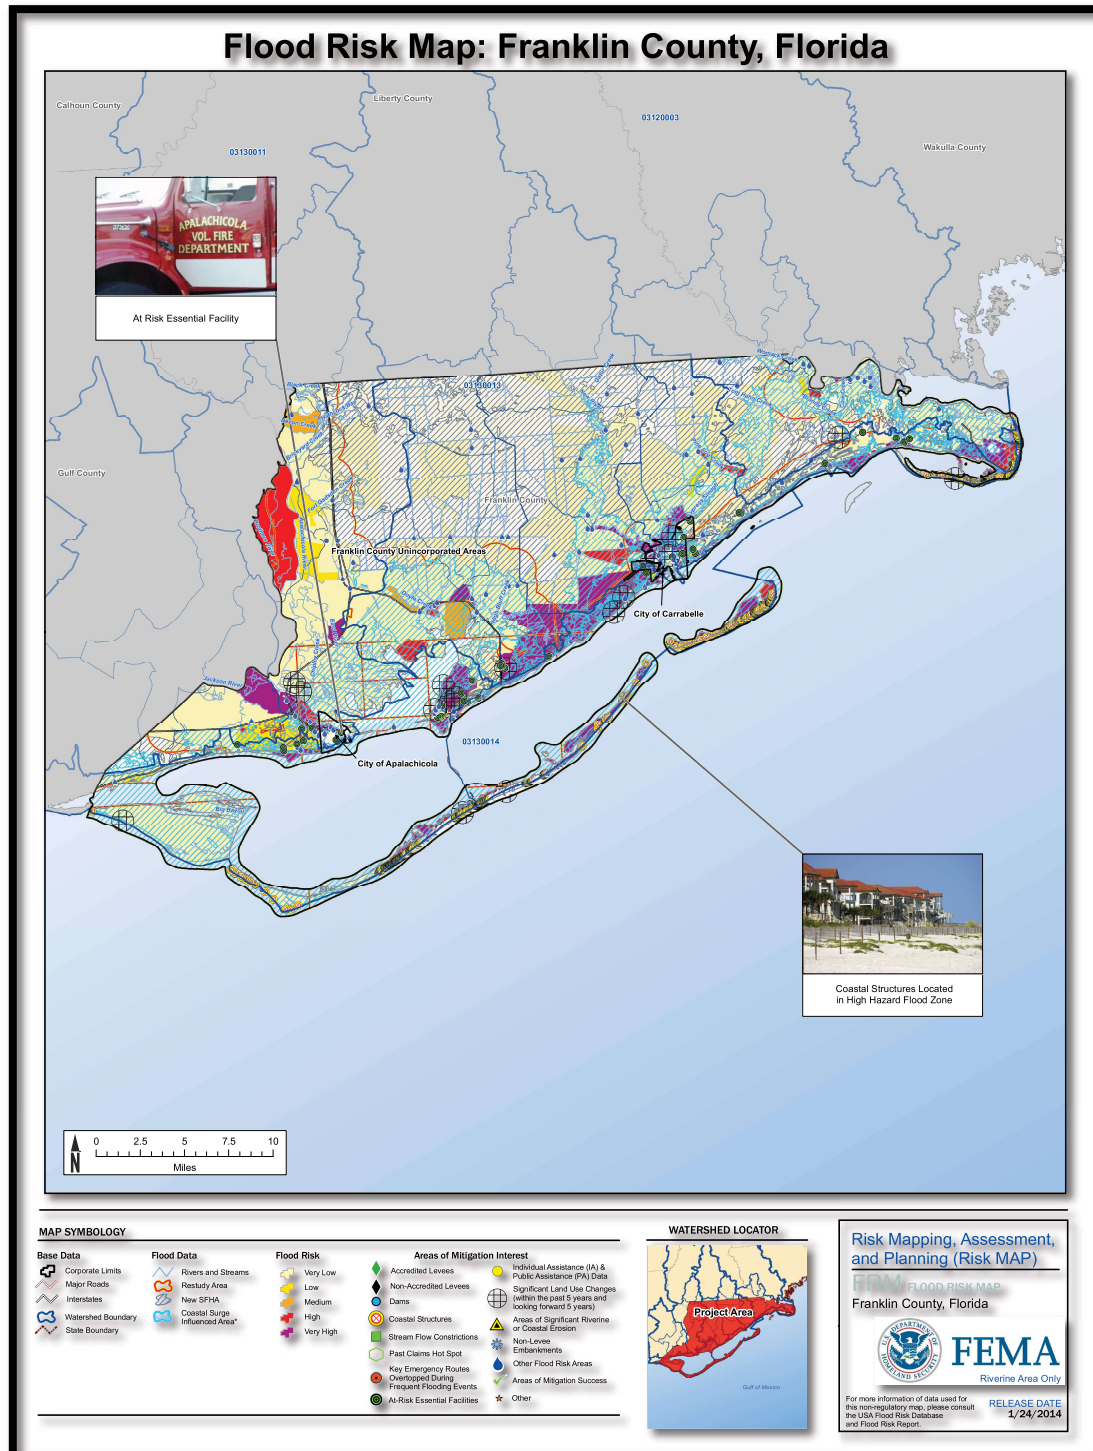 Flood Risk Map: Franklin County, Florida
Calhoun County
Liberty County
03120003
Wakulla County
03130011
APALACHICOLA
VOL. FIRE
DEPARTMENT
At Risk Essential Facility
03130013
Gulf County
Franklin County
Franklin County Unincorporated Areas
City of Carrabelle
Jackson River
03130014
City of Apalachicola
Coastal Structures Located
in High Hazard Flood Zone
0 2.5 5 7.5 10
N
Miles
MAP SYMBOLOGY
Base Data
Corporate Limits
Major Roads
Interstates
Watershed Boundary
State Boundary
Flood Data
Rivers and Streams
Restudy Area
New SFHA
Coastal Surge
Influenced Area*
Flood Risk
Very Low
Low
Medium
High
Very High
Areas of Mitigation Interest
Accredited Levees
Non-Accredited Levees
Dams
Coastal Structures
Stream Flow Constrictions
Past Claims Hot Spot
Key Emergency Routes
Overtopped During
Frequent Flooding Events
At-Risk Essential Facilities
Individual Assistance (IA) &
Public Assistance (PA) Data
Significant Land Use Changes
(within the past 5 years and
looking forward 5 years)
Areas of Significant Riverine
or Coastal Erosion
Non-Levee
Embankments
Other Flood Risk Areas
Areas of Mitigation Success
Other
WATERSHED LOCATOR
Project Area
Gulf of Mexico
Risk Mapping, Assessment,
and Planning (Risk MAP)
FRM FLOOD RISK MAP
Franklin County, Florida
U.S. DEPARTMENT OF HOMELAND SECURITY
FEMA
Riverine Area Only
For more information of data used for
this non-regulatory map, please consult
the USA Flood Risk Database
and Flood Risk Report.
RELEASE DATE
1/24/2014